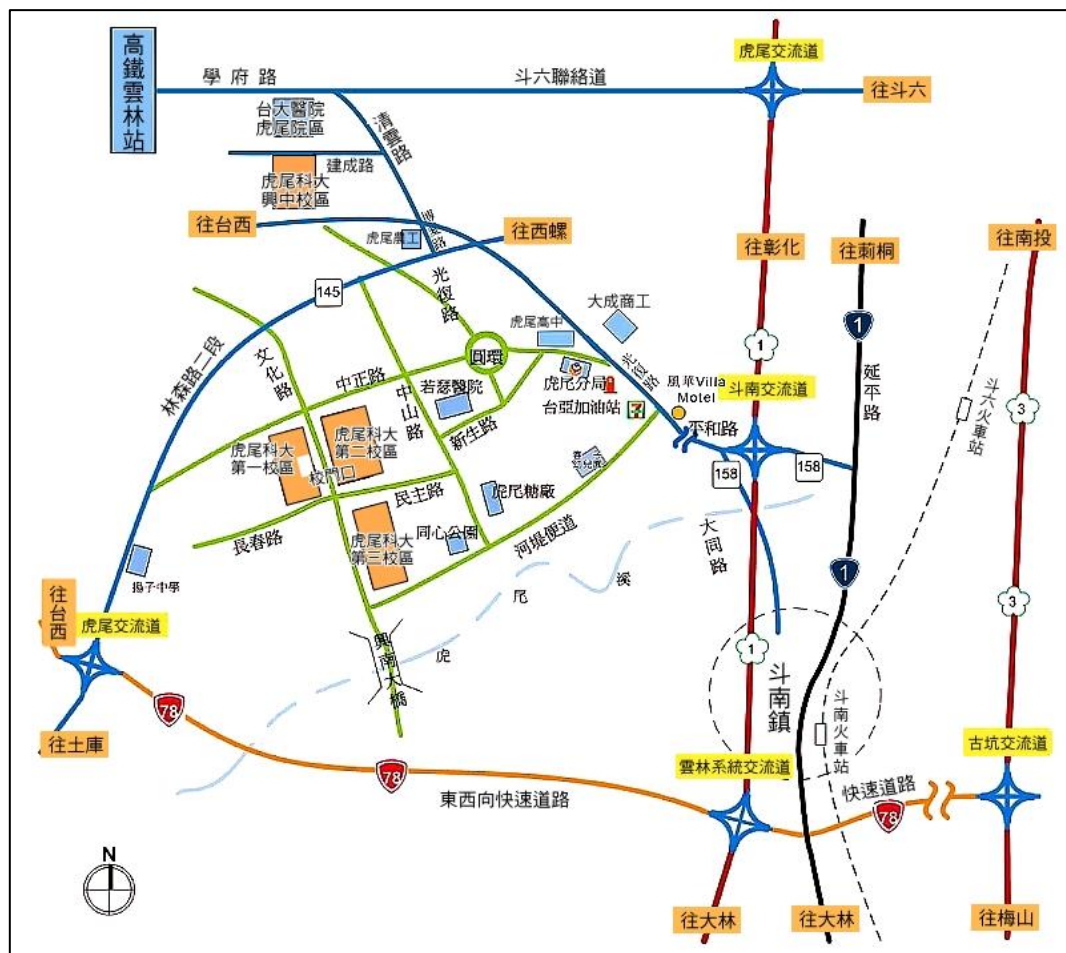 高鐵雲林站
學府路
斗六聯絡道
虎尾交流道
往斗六
台大醫院
虎尾院區
清雲路
建成路
虎尾科大
興中校區
往台西
虎尾農工
往西螺
往彰化
往莿桐
往南投
145
光復路
大成商工
虎尾高中
1
1
延平路
斗六火車站
3
林森路二段
文化路
中正路
中山路
圓環
若瑟醫院
新生路
虎尾分局
台亞加油站
7
光復路
風華Villa
Motel
斗南交流道
平和路
158
158
虎尾科大
第二校區
虎尾科大
第一校區
校門口
民主路
虎尾糖廠
長春路
虎尾科大
第三校區
同心公園
河堤便道
大同路
1
揚子中學
虎
尾
溪
往台西
虎尾交流道
興南大橋
1
3
斗南鎮
斗南火車站
往土庫
78
78
東西向快速道路
雲林系統交流道
快速道路
78
古坑交流道
N
往大林
往大林
往梅山